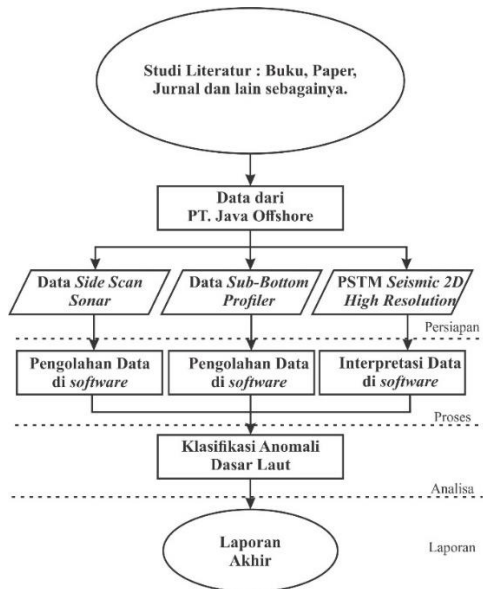 Studi Literatur : Buku, Paper,
Jurnal dan lain sebagainya.
Data dari
PT. Java Offshore
Data Side Scan
Sonar
Data Sub-Bottom
Profiler
PSTM Seismic 2D
High Resolution
Persiapan
Pengolahan Data
di software
Pengolahan Data
di software
Interpretasi Data
di software
Proses
Klasifikasi Anomali
Dasar Laut
Analisa
Laporan
Akhir
Laporan